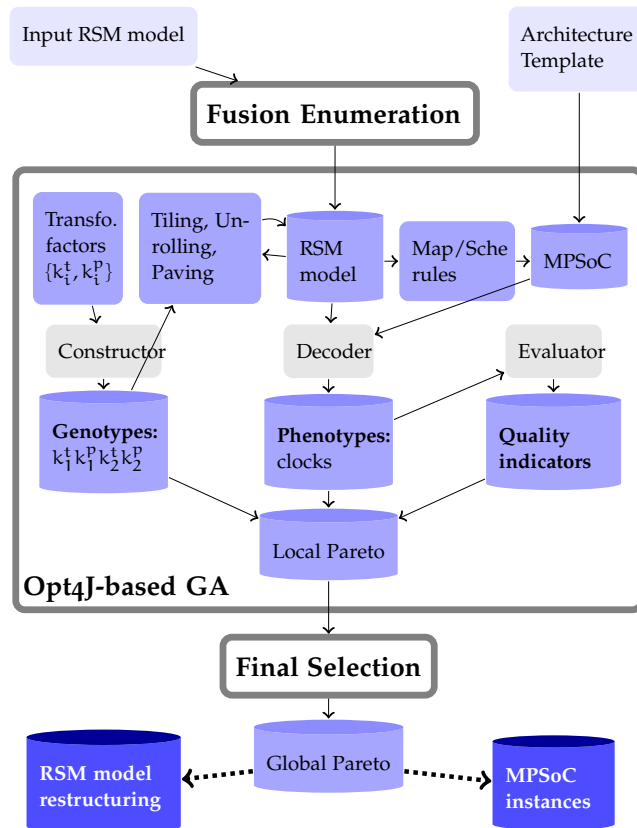 Input RSM model
Architecture
Template
Fusion Enumeration
Transfo.
factors
{k_i^t, k_i^p}
Tiling, Un-
rolling,
Paving
RSM
model
Map/Sche
rules
MPSoC
Constructor
Decoder
Evaluator
Genotypes:
k_1^t k_1^p k_2^t k_2^p
Phenotypes:
clocks
Quality
indicators
Local Pareto
Opt4J-based GA
Final Selection
Global Pareto
RSM model
restructuring
MPSoC
instances